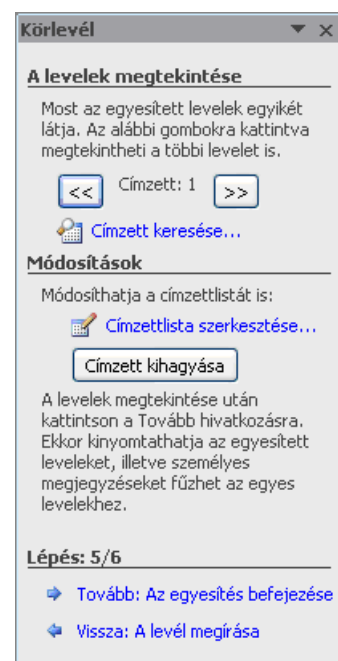 Körlevél
A levelek megtekintése
Most az egyesített levelek egyikét
látja. Az alábbi gombokra kattintva
megtekintheti a többi levelet is.
<< Címzett: 1 >>
Címzett keresése...
Módosítások
Módosíthatja a címzettlistát is:
Címzettlista szerkesztése...
Címzett kihagyása
A levelek megtekintése után
kattintson a Tovább hivatkozásra.
Ekkor kinyomtathatja az egyesített
leveleket, illetve személyes
megjegyzéseket fűzhet az egyes
levelekhez.
Lépés: 5/6
Tovább: Az egyesítés befejezése
Vissza: A levél megírása